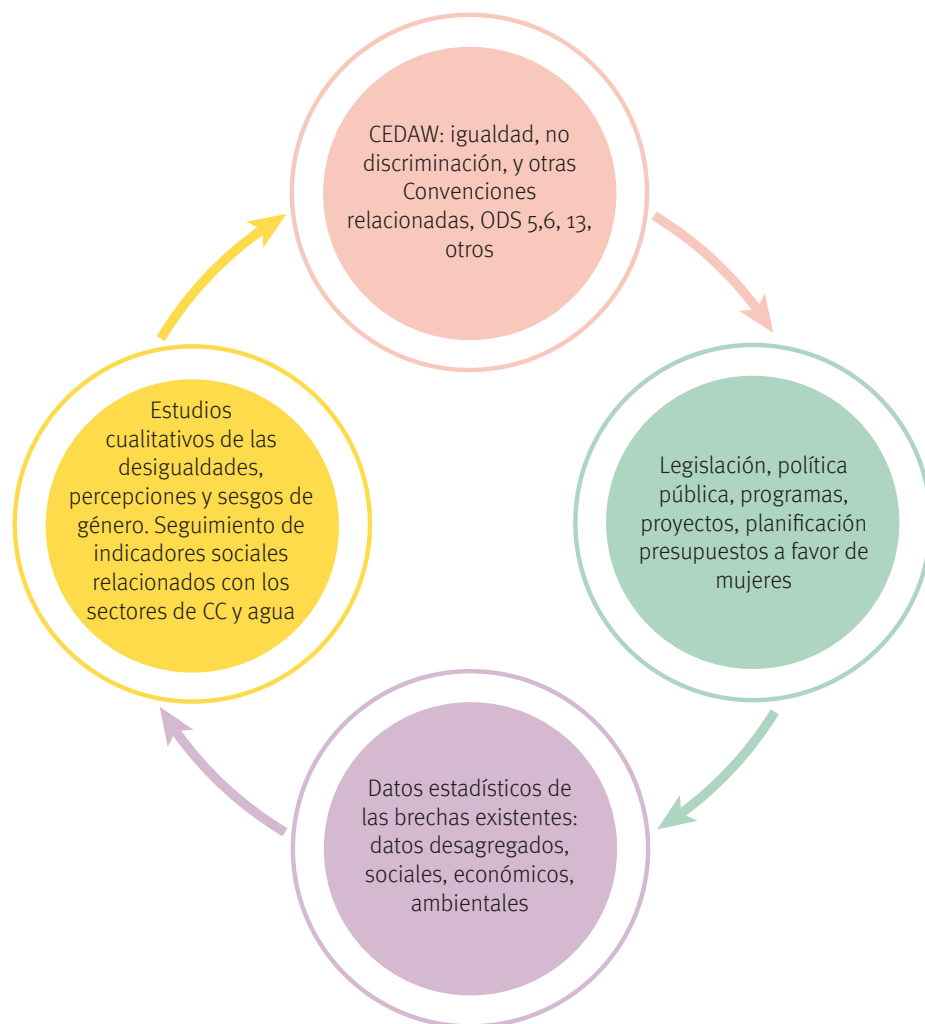 CEDAW: igualdad, no
discriminación, y otras
Convenciones
relacionadas, ODS 5,6, 13,
otros
Legislación, política
pública, programas,
proyectos, planificación
presupuestos a favor de
mujeres
Datos estadísticos de
las brechas existentes:
datos desagregados,
sociales, económicos,
ambientales
Estudios
cualitativos de las
desigualdades,
percepciones y sesgos de
género. Seguimiento de
indicadores sociales
relacionados con los
sectores de CC y agua